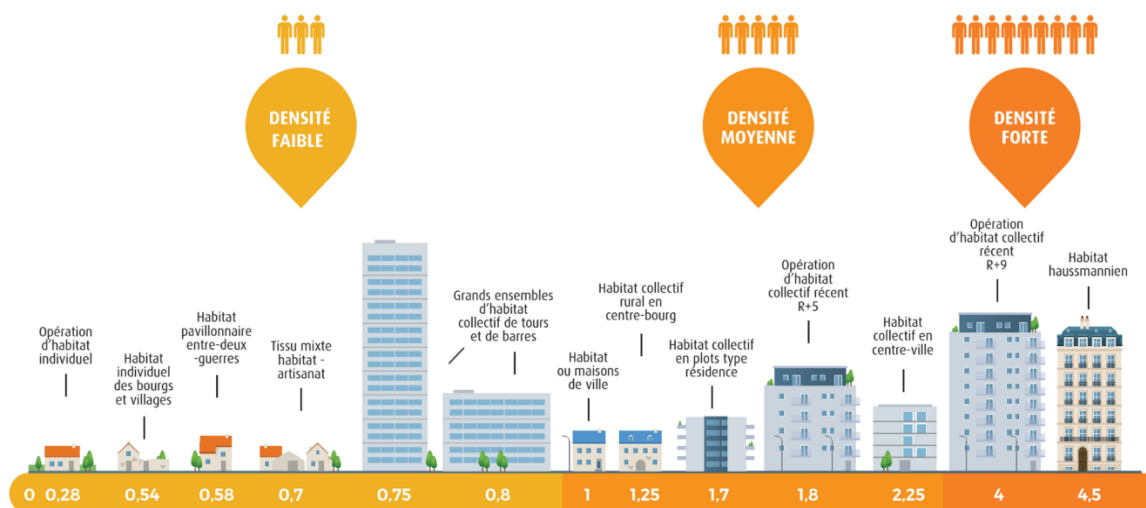 DENSITÉ
FAIBLE
DENSITÉ
MOYENNE
DENSITÉ
FORTE
Opération
d'habitat
individuel
Habitat
individuel
des bourgs
et villages
Habitat
pavillonnaire
entre-deux
-guerres
Tissu mixte
habitat -
artisanat
Grands ensembles
d'habitat
collectif de tours
et de barres
Habitat
ou maisons
de ville
Habitat collectif
rural en
centre-bourg
Habitat collectif
en plots type
résidence
Opération
d'habitat
collectif récent
R+5
Habitat
collectif en
centre-ville
Opération
d'habitat collectif
récent
R+9
Habitat
haussmannien
0 0,28 0,54 0,58 0,7 0,75 0,8 1 1,25 1,7 1,8 2,25 4 4,5